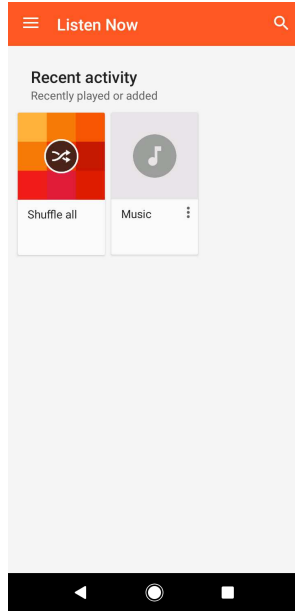 Listen Now
Recent activity
Recently played or added
Shuffle all
Music